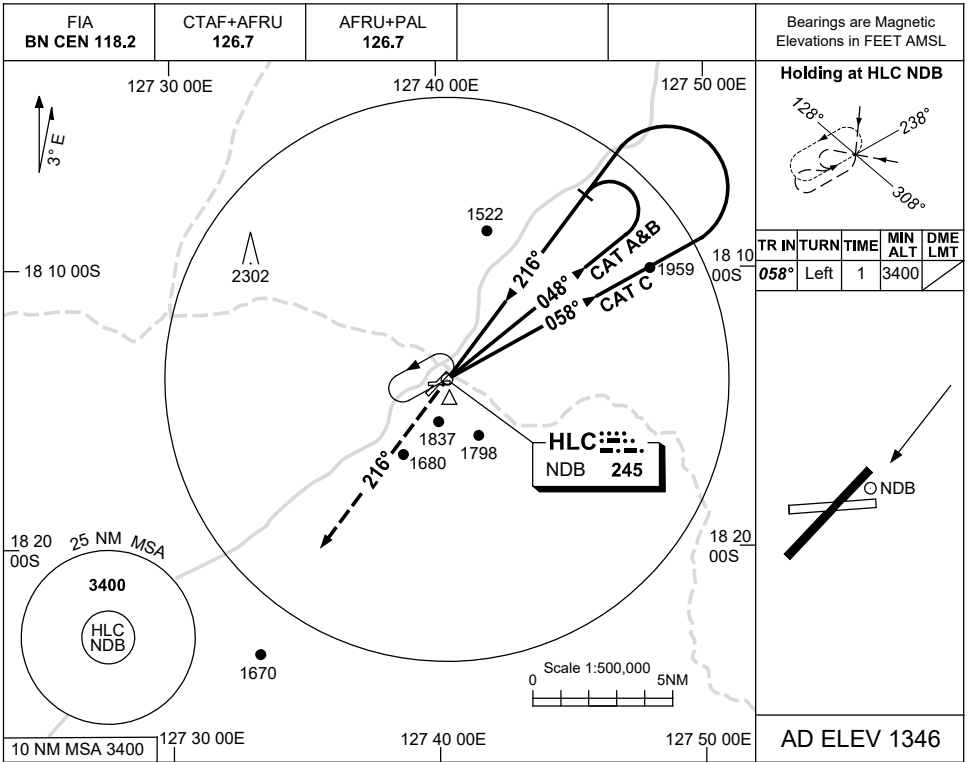 FIA
BN CEN 118.2
CTAF+AFRU
126.7
AFRU+PAL
126.7
Bearings are Magnetic
Elevations in FEET AMSL
127 30 00E
127 40 00E
127 50 00E
3° E
1522
2302
18 10 00S
18 10
00S
216°
048°
CAT A&B
058°
CAT C
1959
1837
1798
1680
216°
HLC
NDB 245
18 20
00S
18 20
00S
25 NM MSA
3400
HLC
NDB
1670
Scale 1:500,000
0 5NM
10 NM MSA 3400
127 30 00E
127 40 00E
127 50 00E
Holding at HLC NDB
128°
238°
308°
TR IN TURN TIME MIN ALT DME LMT
058° Left 1 3400
NDB
AD ELEV 1346